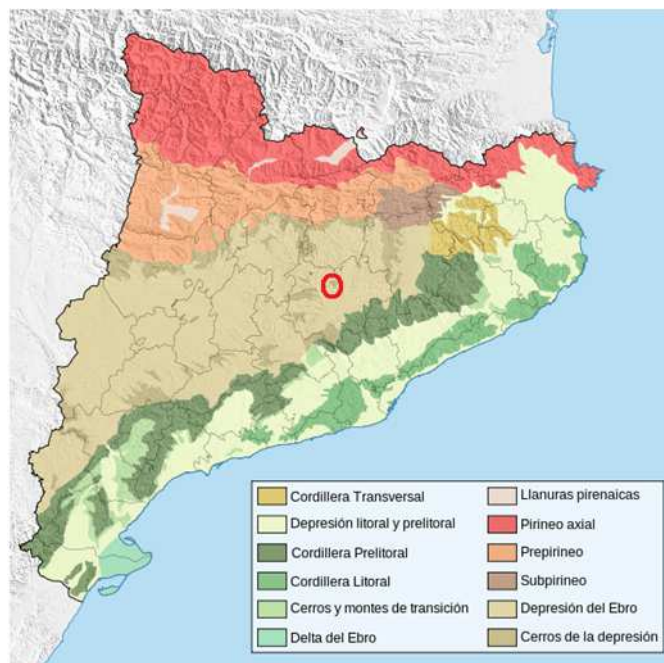 Cordillera Transversal
Depresión litoral y prelitoral
Cordillera Prelitoral
Cordillera Litoral
Cerros y montes de transición
Delta del Ebro
Llanuras pirenaicas
Pirineo axial
Prepirineo
Subpirineo
Depresión del Ebro
Cerros de la depresión